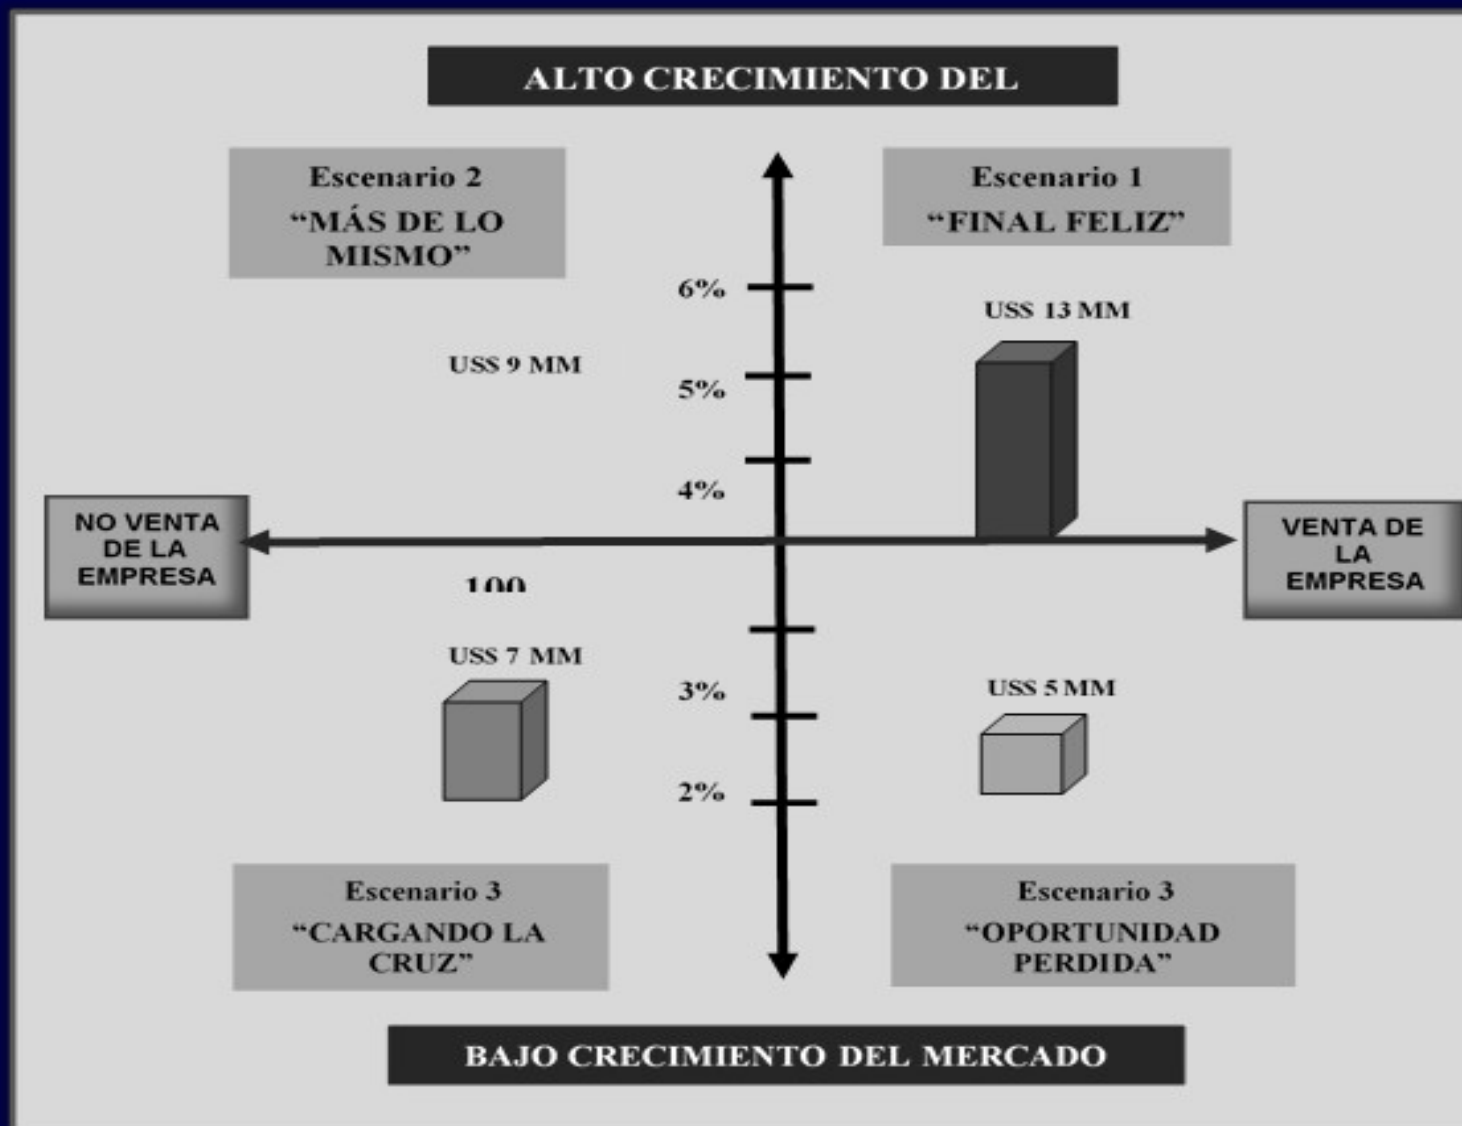 ALTO CRECIMIENTO DEL
Escenario 2
“MÁS DE LO
MISMO”
Escenario 1
“FINAL FELIZ”
6%
US$ 13 MM
US$ 9 MM
5%
4%
NO VENTA
DE LA
EMPRESA
VENTA DE
LA
EMPRESA
100
US$ 7 MM
3%
US$ 5 MM
2%
Escenario 3
“CARGANDO LA
CRUZ”
Escenario 3
“OPORTUNIDAD
PERDIDA”
BAJO CRECIMIENTO DEL MERCADO